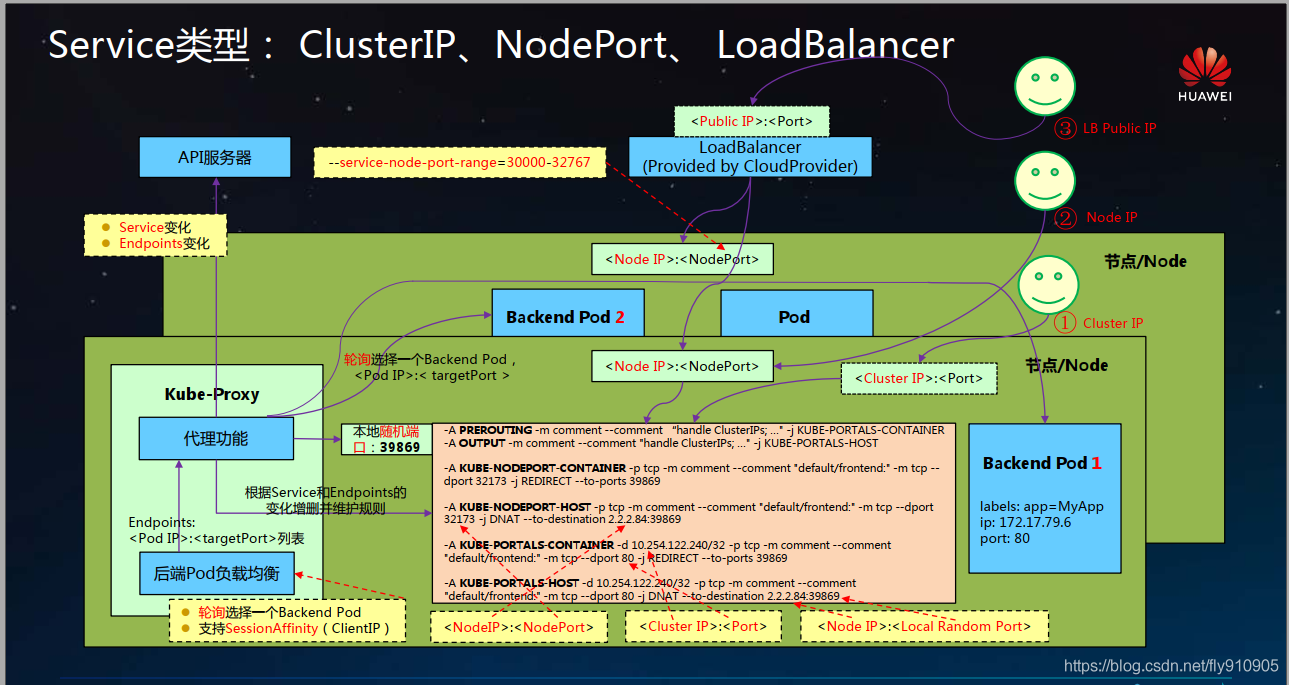 Service类型： ClusterIP、NodePort、 LoadBalancer
HUAWEI
<Public IP>:<Port>
③ LB Public IP
API服务器
--service-node-port-range=30000-32767
LoadBalancer
(Provided by CloudProvider)
② Node IP
Service变化
Endpoints变化
<Node IP>:<NodePort>
节点/Node
Backend Pod 2
Pod
① Cluster IP
轮询选择一个Backend Pod，
<Pod IP>:< targetPort >
<Node IP>:<NodePort>
<Cluster IP>:<Port>
节点/Node
Kube-Proxy
代理功能
本地随机端
口：39869
-A PREROUTING -m comment --comment “handle ClusterIPs; ..." -j KUBE-PORTALS-CONTAINER
-A OUTPUT -m comment --comment "handle ClusterIPs; ..." -j KUBE-PORTALS-HOST
-A KUBE-NODEPORT-CONTAINER -p tcp -m comment --comment "default/frontend:" -m tcp --
dport 32173 -j REDIRECT --to-ports 39869
-A KUBE-NODEPORT-HOST -p tcp -m comment --comment "default/frontend:" -m tcp --dport
32173 -j DNAT --to-destination 2.2.2.84:39869
-A KUBE-PORTALS-CONTAINER -d 10.254.122.240/32 -p tcp -m comment --comment
"default/frontend:" -m tcp --dport 80 -j REDIRECT --to-ports 39869
-A KUBE-PORTALS-HOST -d 10.254.122.240/32 -p tcp -m comment --comment
"default/frontend:" -m tcp --dport 80 -j DNAT --to-destination 2.2.2.84:39869
Backend Pod 1
labels: app=MyApp
ip: 172.17.79.6
port: 80
根据Service和Endpoints的
变化增删并维护规则
Endpoints:
<Pod IP>:<targetPort>列表
后端Pod负载均衡
轮询选择一个Backend Pod
支持SessionAffinity（ClientIP）
<NodeIP>:<NodePort>
<Cluster IP>:<Port>
<Node IP>:<Local Random Port>
https://blog.csdn.net/fly910905